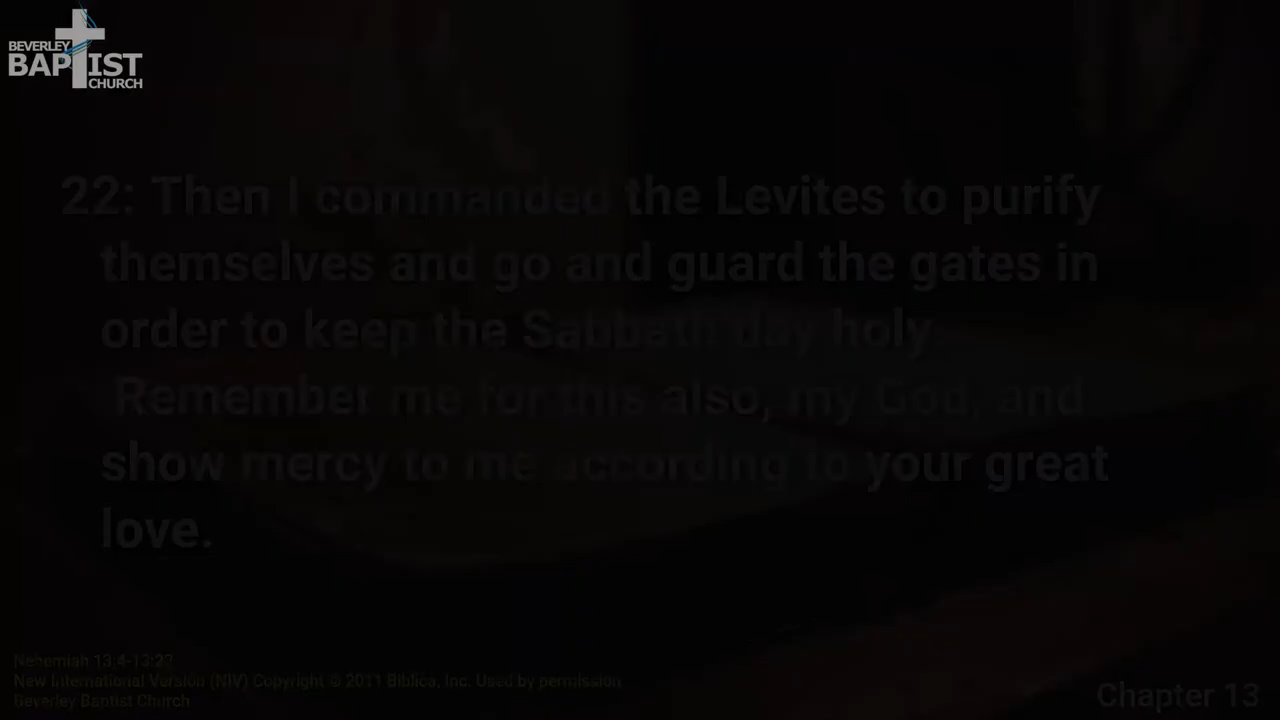 BEVERLEY
BAPTIST
CHURCH
22: Then I commanded the Levites to purify
themselves and go and guard the gates in
order to keep the Sabbath day holy.
Remember me for this also, my God, and
show mercy to me according to your great
love.
Nehemiah 13:4-13:22
New International Version (NIV) Copyright © 2011 Biblica, Inc. Used by permission
Beverley Baptist Church
Chapter 13